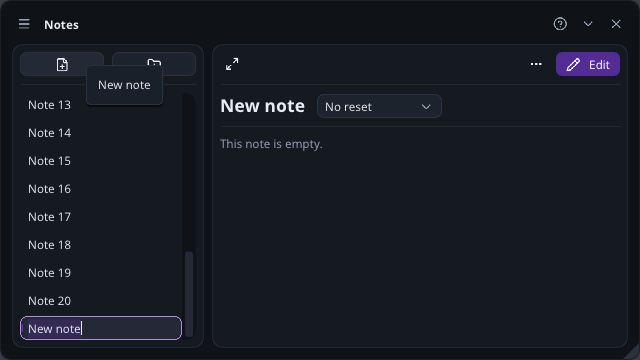 Notes
New note
Edit
Note 13
Note 14
Note 15
Note 16
Note 17
Note 18
Note 19
Note 20
New note
New note
No reset
This note is empty.